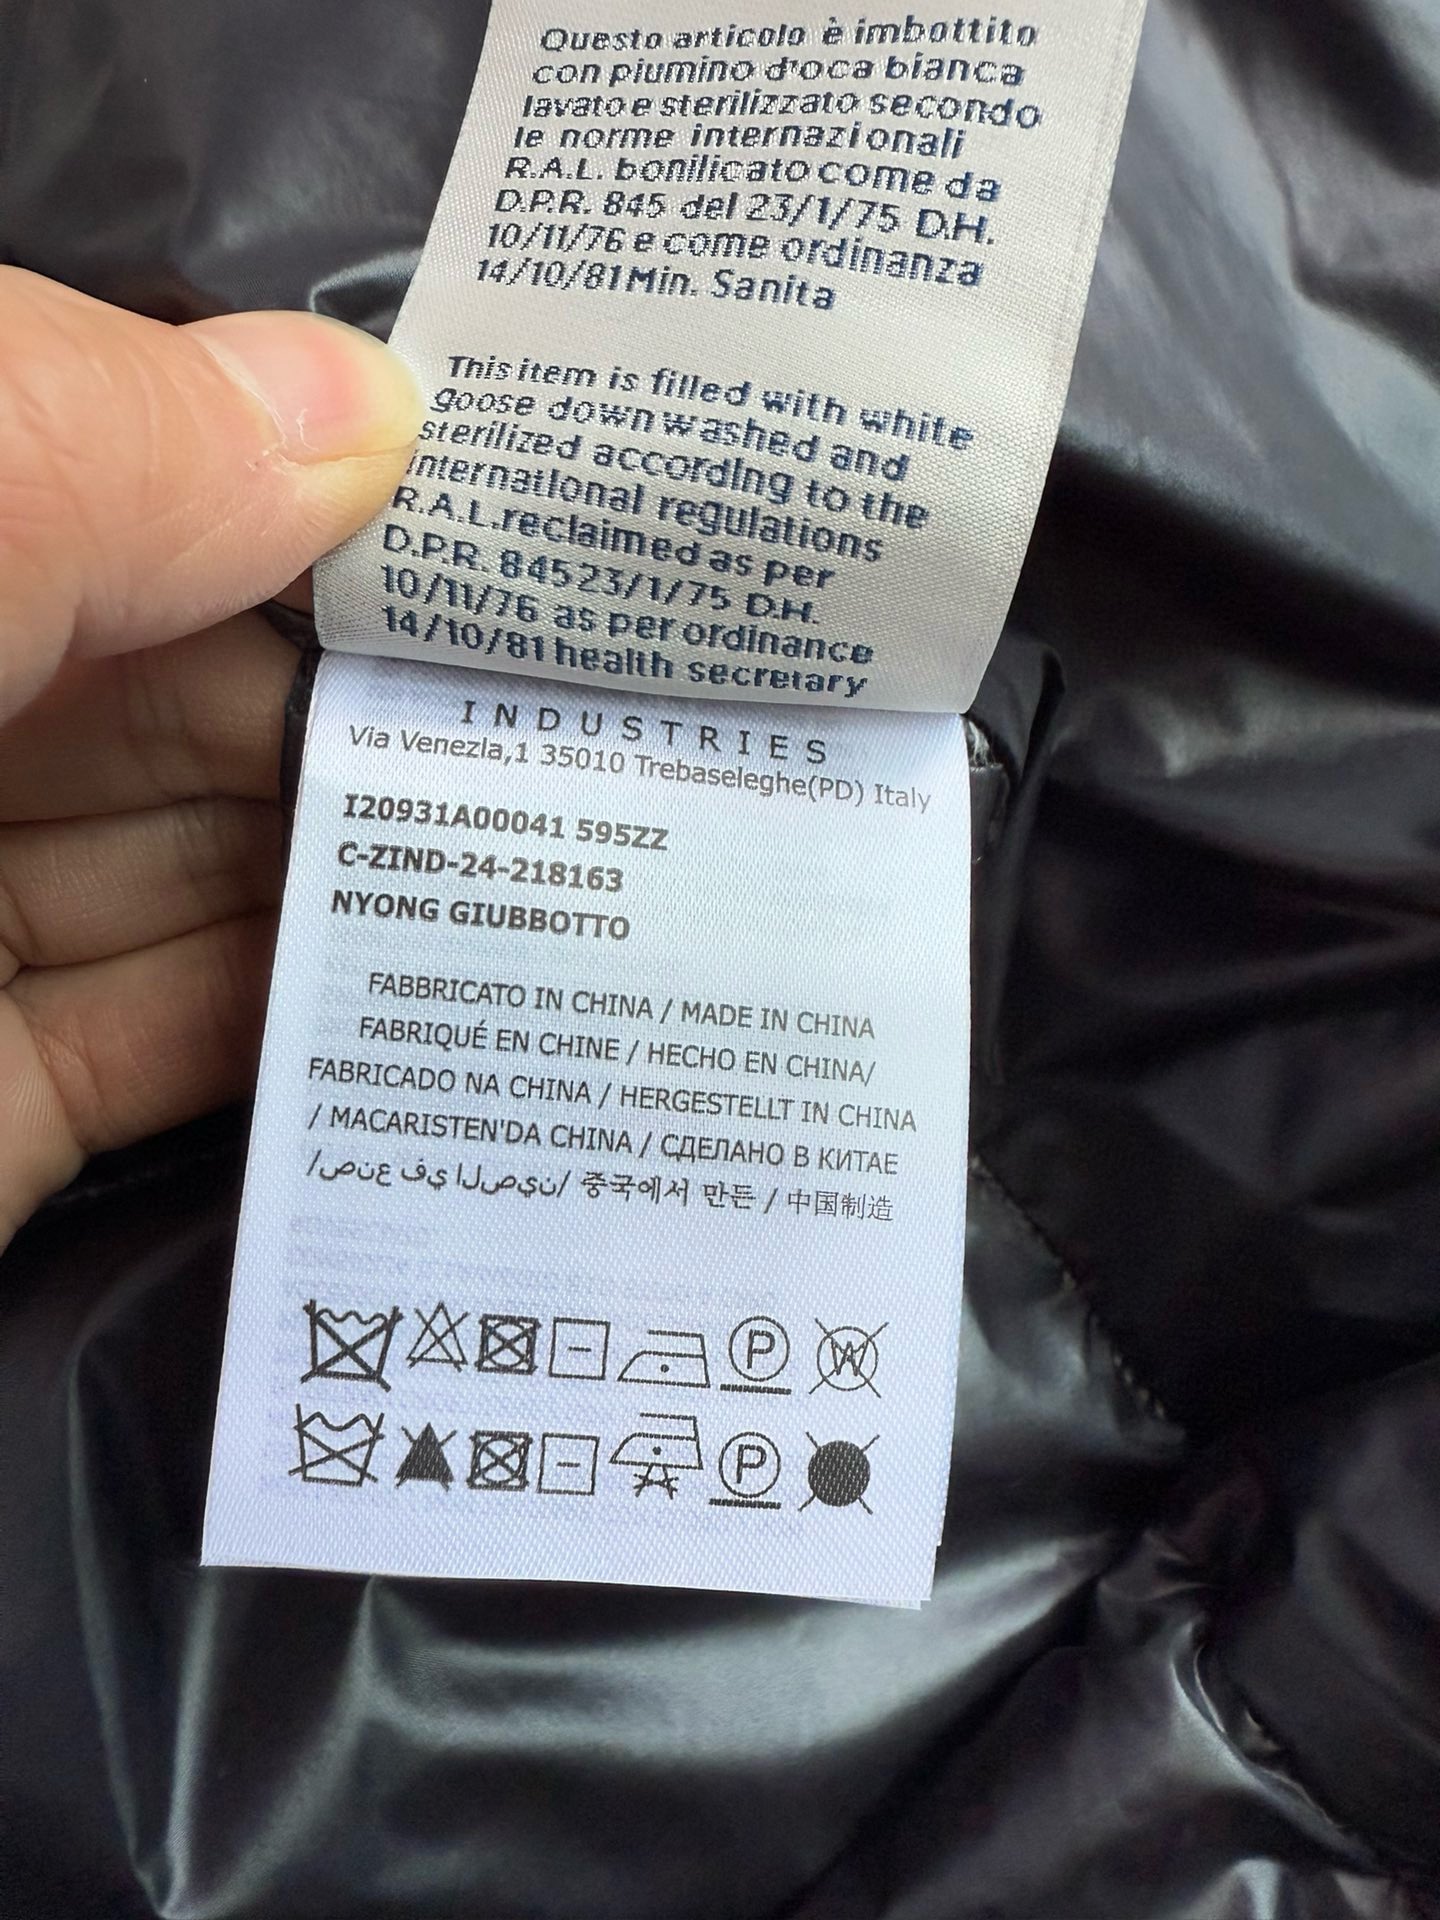 Questo articolo è imbottito
con piumino d'oca bianca
lavato e sterilizzato secondo
le norme internazionali
R.A.L. bonilicato come da
D.P.R. 845 del 23/1/75 D.H.
10/11/76 e come ordinanza
14/10/81 Min. Sanita
This item is filled with white
goose down washed and
sterilized according to the
international regulations
R.A.L.reclaimed as per
D.P.R. 84523/1/75 D.H.
10/11/76 as per ordinance
14/10/81 health secretary
INDUSTRIES
Via Venezia,1 35010 Trebaseleghe(PD) Italy
I20931A00041 595ZZ
C-ZIND-24-218163
NYONG GIUBBOTTO
FABBRICATO IN CHINA / MADE IN CHINA
FABRIQUÉ EN CHINE / HECHO EN CHINA/
FABRICADO NA CHINA / HERGESTELLT IN CHINA
/ MACARISTEN'DA CHINA / СДЕЛАНО В КИТАЕ
/صنع في الصين/ 중국에서 만든 / 中国制造
P W
P